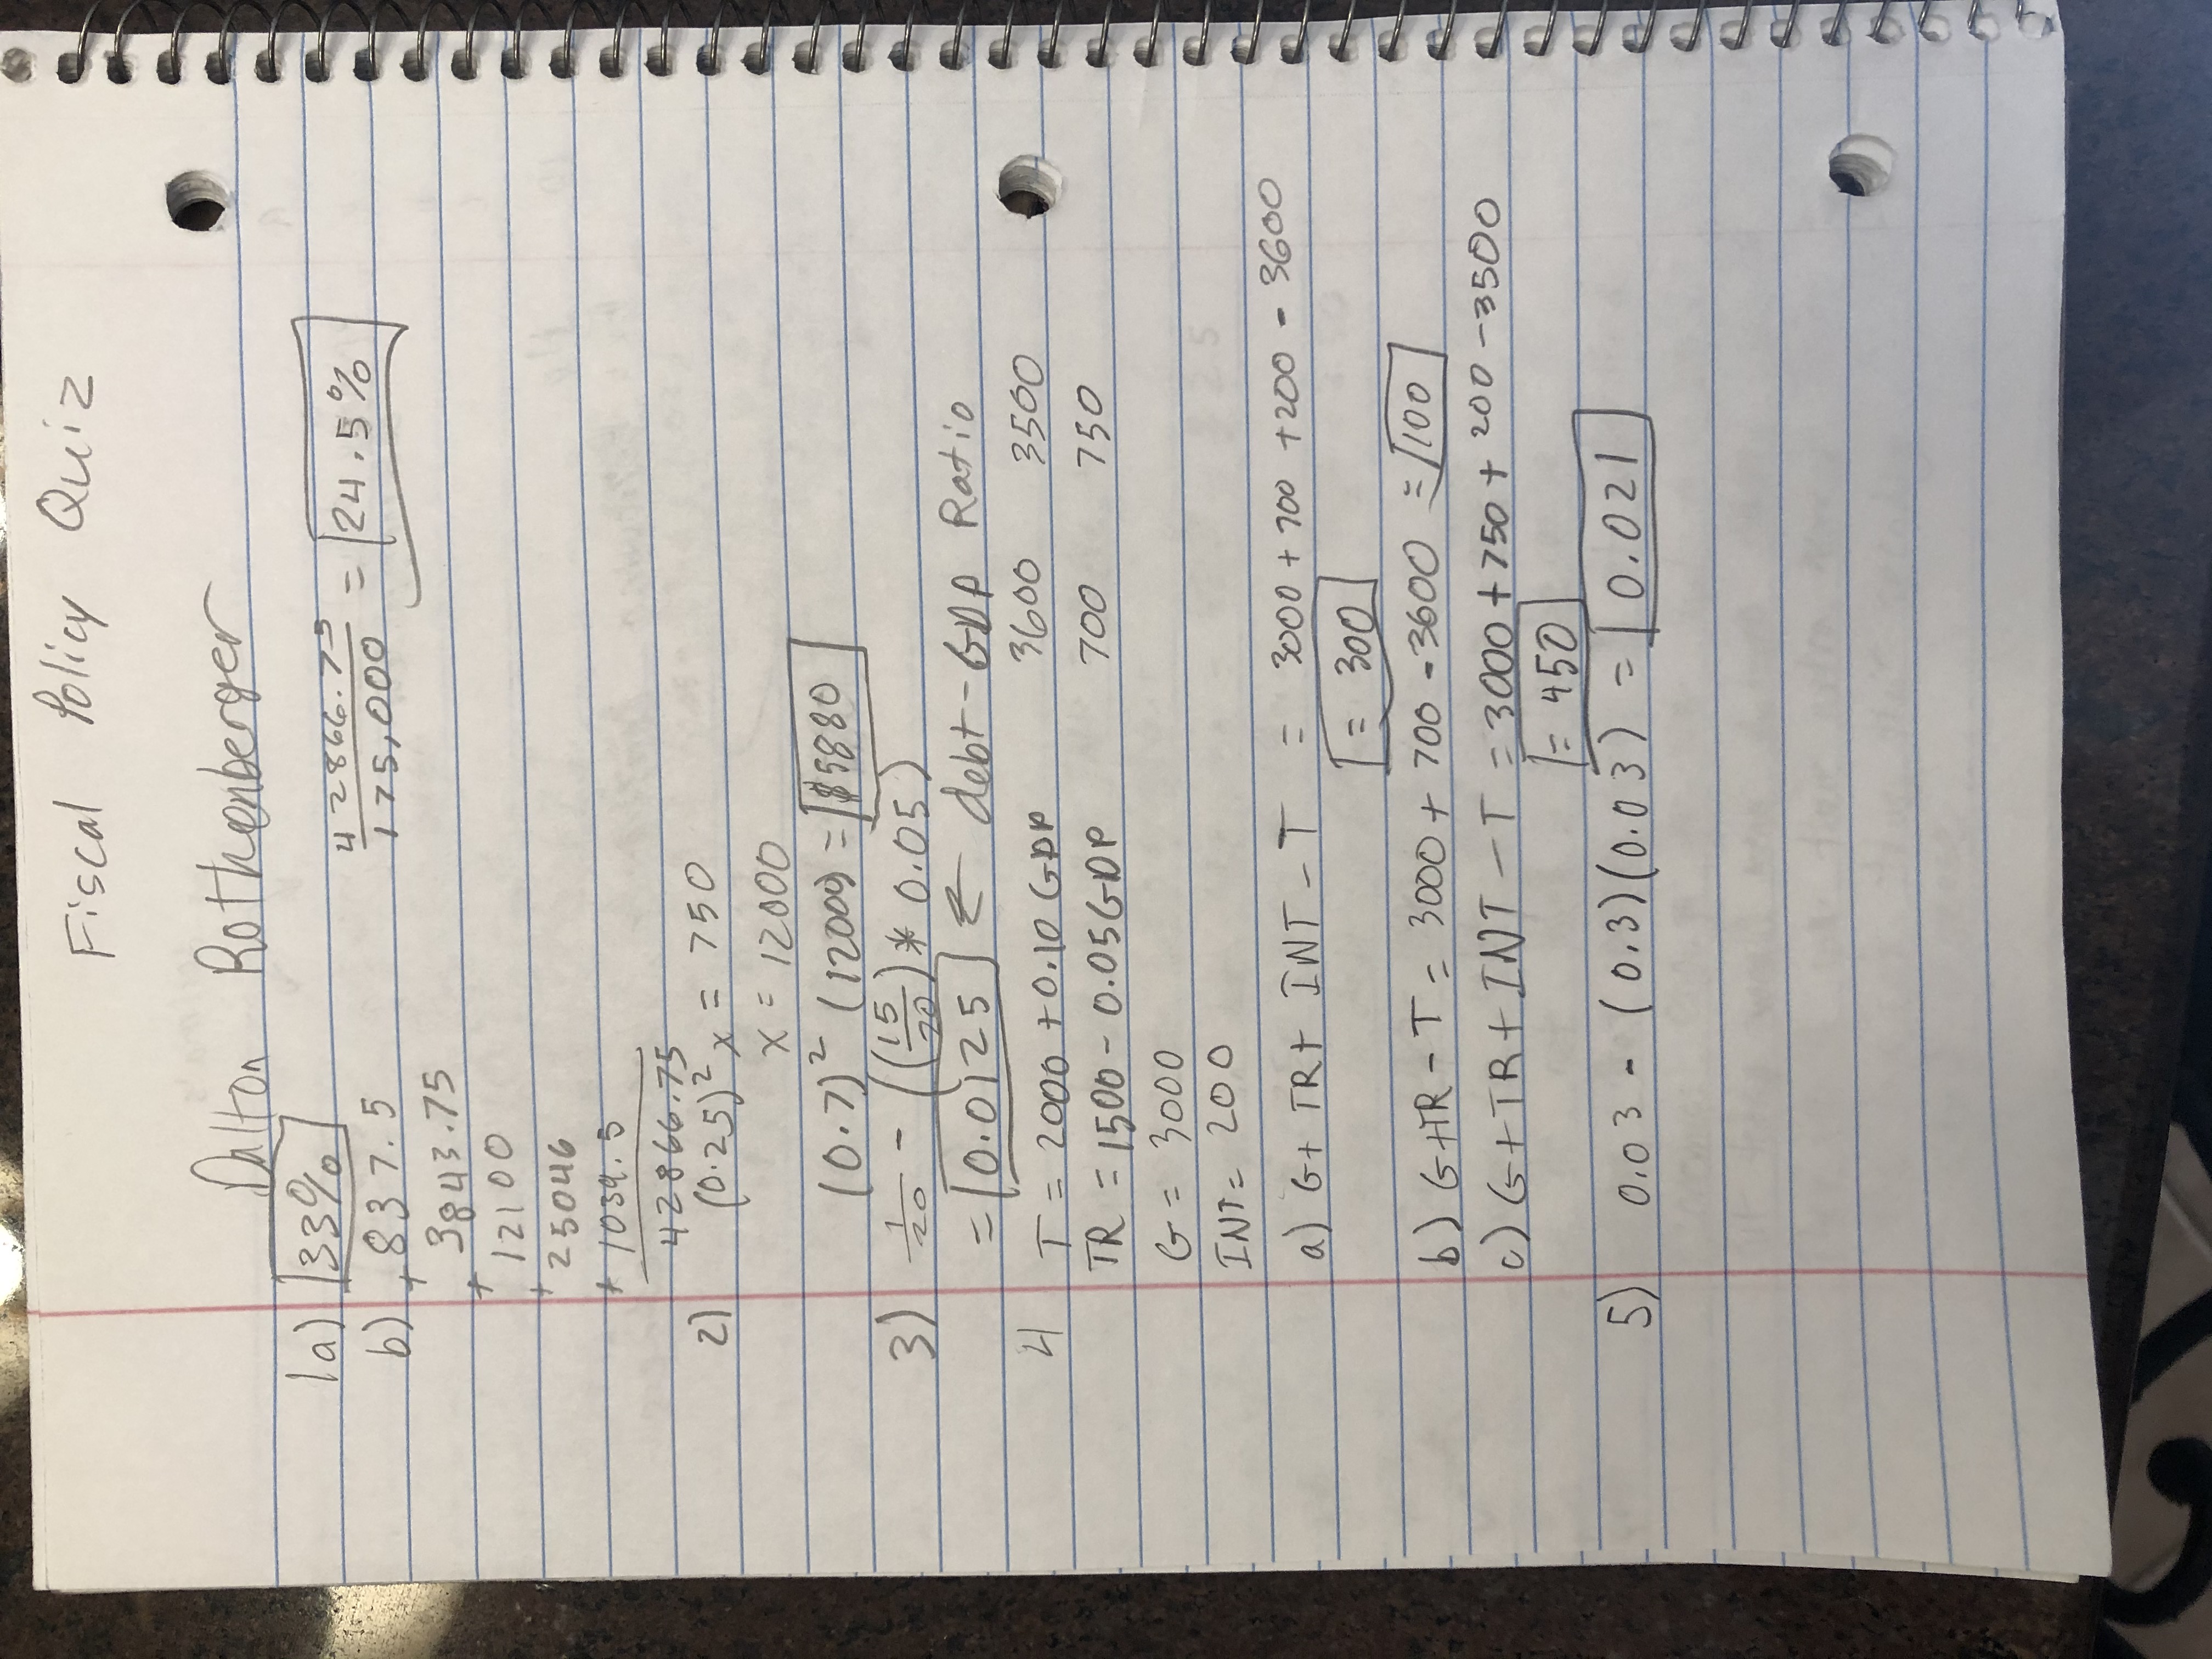 Fiscal Policy Quiz
Dalton Rothenberger
1a) 33%
b) + 837.5
+ 3843.75
+ 12100
25046
+ 1039.5
42866.75
42866.75 / 175,000 = 24.5%
2) (0.25)² x = 750
x = 12000
(0.7)² (12000) = $5880
3) 1/20 - ((15/20) * 0.05)
= 0.0125 ← debt-GDP Ratio
4 T = 2000 + 0.10 GDP 3600 3500
TR = 1500 - 0.05GDP 700 750
G = 3000
INT = 200
a) G + TR + INT - T = 3000 + 700 + 200 - 3600
= 300
b) G+TR - T = 3000 + 700 - 3600 = 100
c) G + TR + INT - T = 3000 + 750 + 200 - 3500
= 450
5) 0.03 - (0.3)(0.03) = 0.021